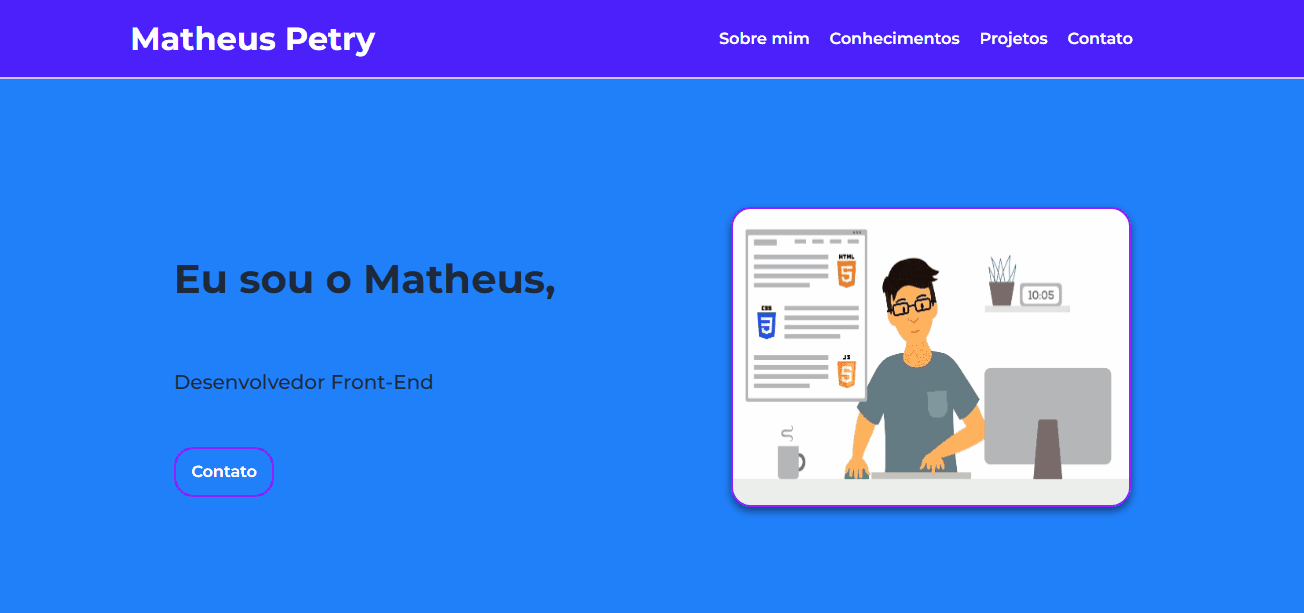 Matheus Petry
Sobre mim Conhecimentos Projetos Contato
Eu sou o Matheus,
Desenvolvedor Front-End
Contato
HTML
5
CSS
3
JS
5
10:05